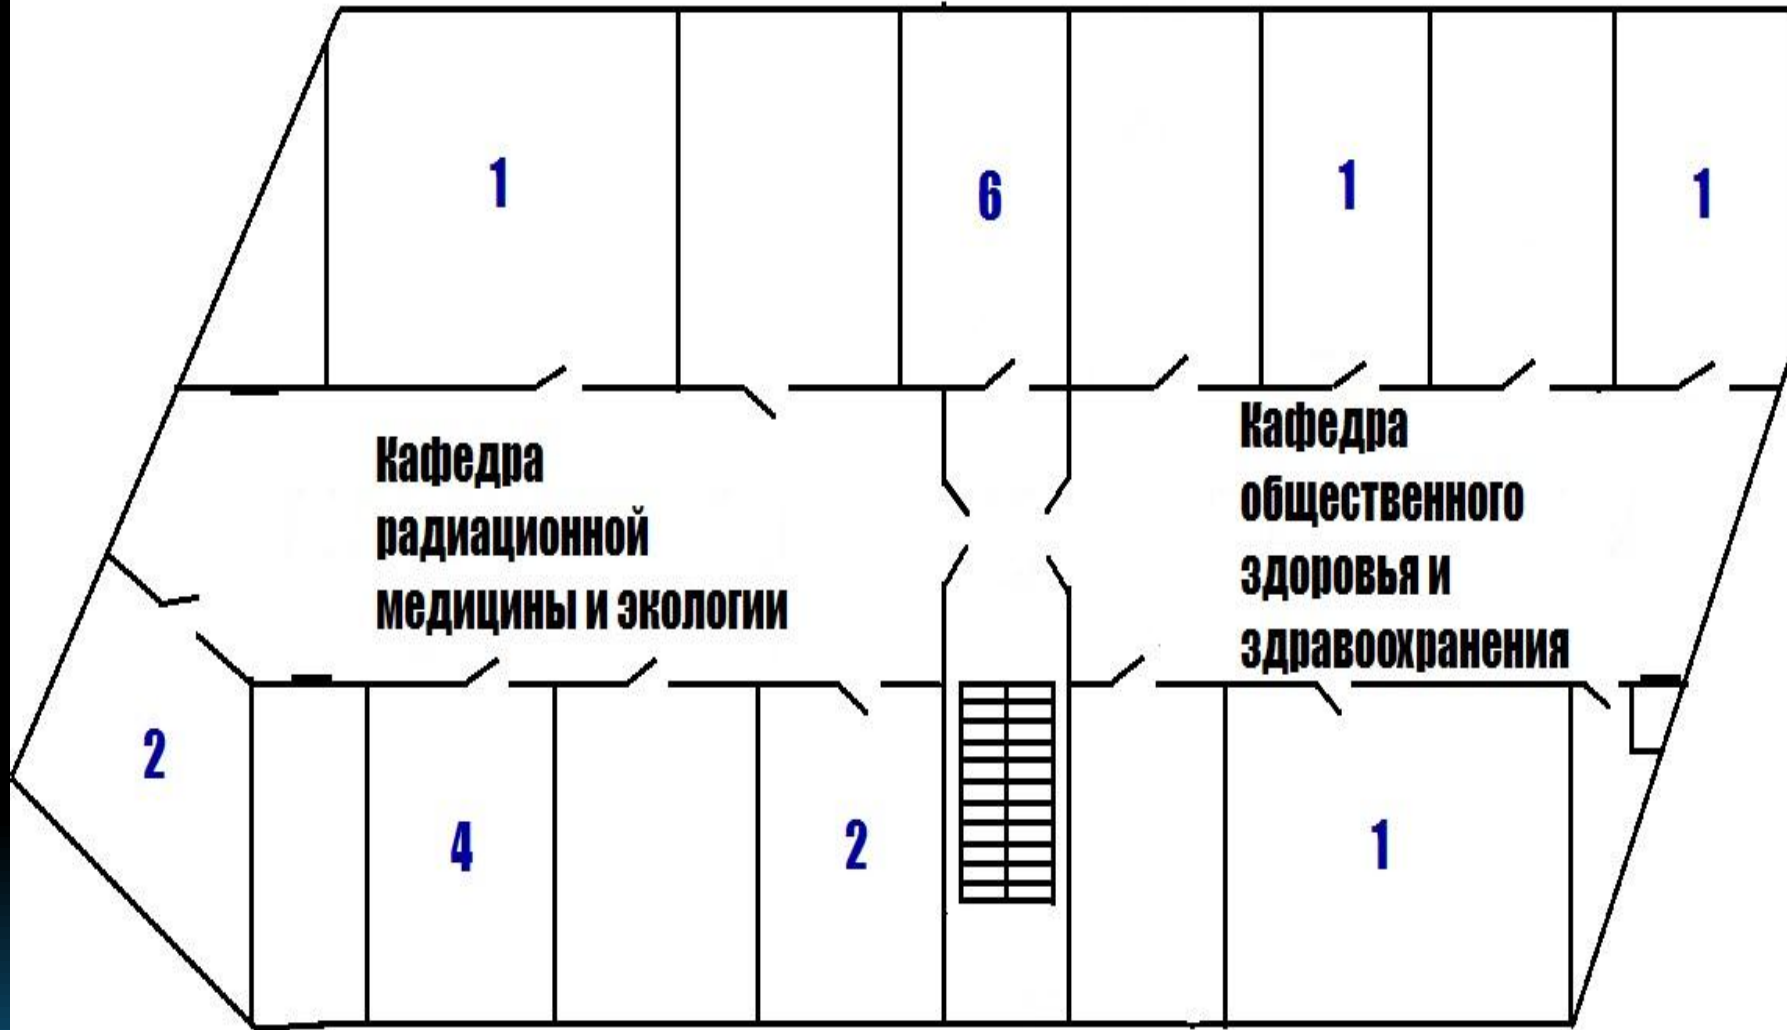 1
6
1
1
Кафедра
радиационной
медицины и экологии
Кафедра
общественного
здоровья и
здравоохранения
2
4
2
1